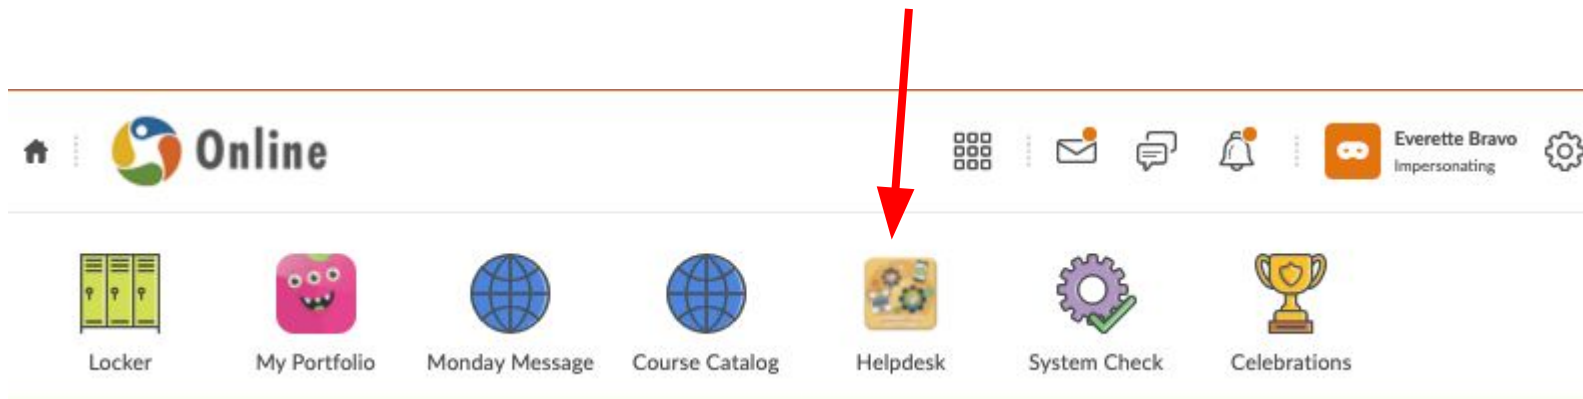 Online
Everette Bravo
Impersonating
Locker
My Portfolio
Monday Message
Course Catalog
Helpdesk
System Check
Celebrations